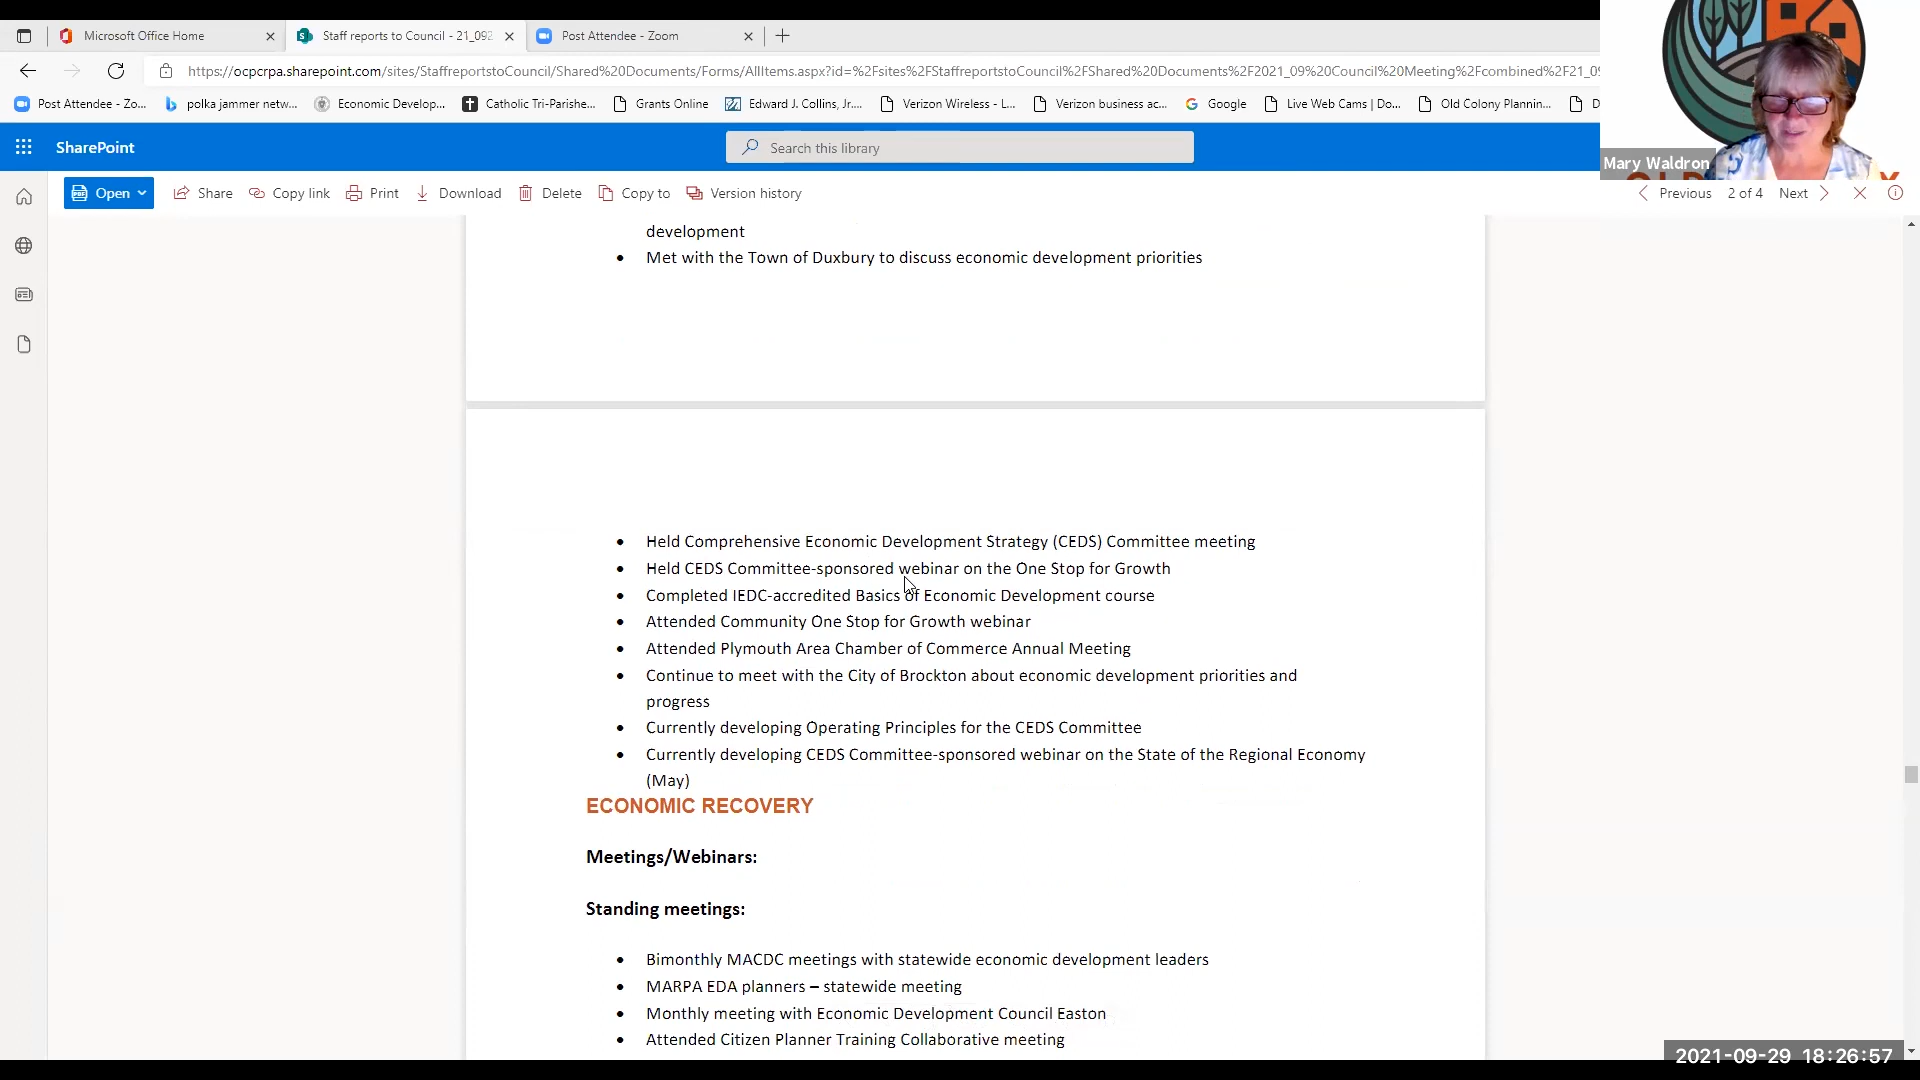 Microsoft Office Home
Staff reports to Council - 21_092
Post Attendee - Zoom
https://ocpcrpa.sharepoint.com/sites/StaffreportstoCouncil/Shared%20Documents/Forms/AllItems.aspx?id=%2Fsites%2FStaffreportstoCouncil%2FShared%20Documents%2F2021_09%20Council%20Meeting%2Fcombined%2F21_09
Post Attendee - Zo...
polka jammer netw...
Economic Develop...
Catholic Tri-Parishe...
Grants Online
Edward J. Collins, Jr....
Verizon Wireless - L...
Verizon business ac...
Google
Live Web Cams | Do...
Old Colony Plannin...
D
Mary Waldron
SharePoint
Search this library
Open
Share
Copy link
Print
Download
Delete
Copy to
Version history
Previous
2 of 4
Next
development
• Met with the Town of Duxbury to discuss economic development priorities
• Held Comprehensive Economic Development Strategy (CEDS) Committee meeting
• Held CEDS Committee-sponsored webinar on the One Stop for Growth
• Completed IEDC-accredited Basics of Economic Development course
• Attended Community One Stop for Growth webinar
• Attended Plymouth Area Chamber of Commerce Annual Meeting
• Continue to meet with the City of Brockton about economic development priorities and
progress
• Currently developing Operating Principles for the CEDS Committee
• Currently developing CEDS Committee-sponsored webinar on the State of the Regional Economy
(May)
ECONOMIC RECOVERY
Meetings/Webinars:
Standing meetings:
• Bimonthly MACDC meetings with statewide economic development leaders
• MARPA EDA planners – statewide meeting
• Monthly meeting with Economic Development Council Easton
• Attended Citizen Planner Training Collaborative meeting
2021-09-29 18:26:57